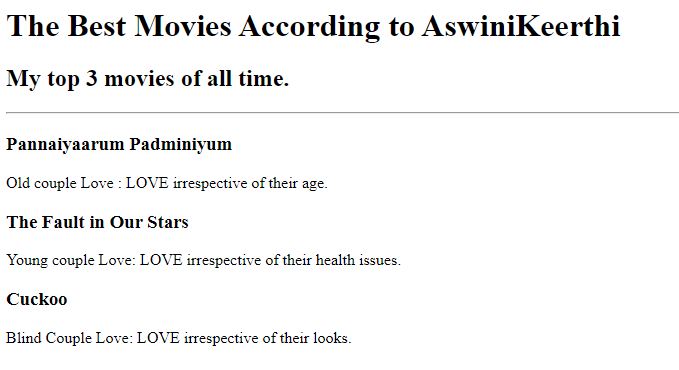 The Best Movies According to AswiniKeerthi
My top 3 movies of all time.
Pannaiyaarum Padminiyum
Old couple Love : LOVE irrespective of their age.
The Fault in Our Stars
Young couple Love: LOVE irrespective of their health issues.
Cuckoo
Blind Couple Love: LOVE irrespective of their looks.